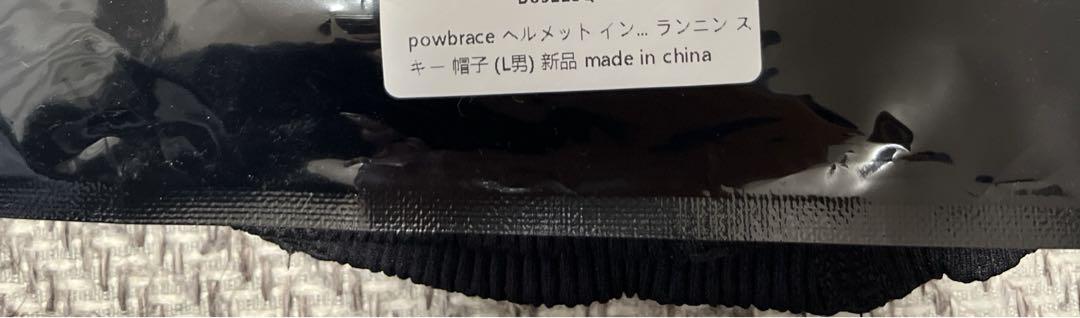 powbrace ヘルメット イン... ランニン ス
キー 帽子 (L男) 新品 made in china